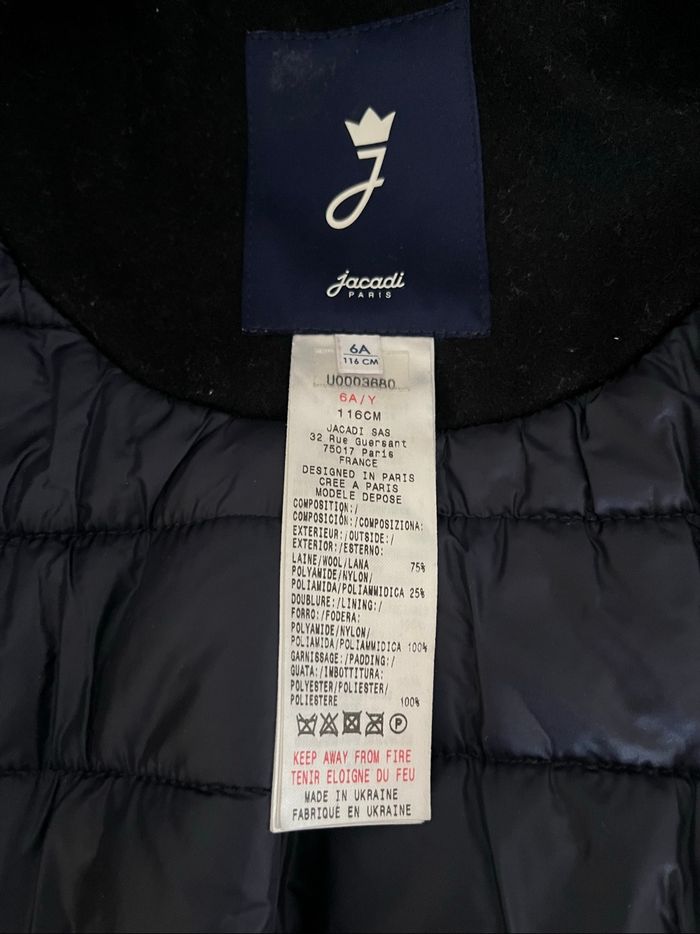 J
jacadi
PARIS
6A
116 CM
U0003680
6A/Y
116CM
JACADI SAS
32 Rue Guersant
75017 Paris
FRANCE
DESIGNED IN PARIS
CREE A PARIS
MODELE DEPOSE
COMPOSITION:/
COMPOSICIÓN:/COMPOSIZIONA:
EXTERIEUR:/OUTSIDE:/
EXTERIOR:/ESTERNO:
LAINE/WOOL/LANA 75%
POLYAMIDE/NYLON/
POLIAMIDA/POLIAMMIDICA 25%
DOUBLURE:/LINING:/
FORRO:/FODERA:
POLYAMIDE/NYLON/
POLIAMIDA/POLIAMMIDICA 100%
GARNISSAGE:/PADDING:/
GUATA:/IMBOTTITURA:
POLYESTER/POLIESTER/
POLIESTERE 100%
P
KEEP AWAY FROM FIRE
TENIR ELOIGNE DU FEU
MADE IN UKRAINE
FABRIQUÉ EN UKRAINE